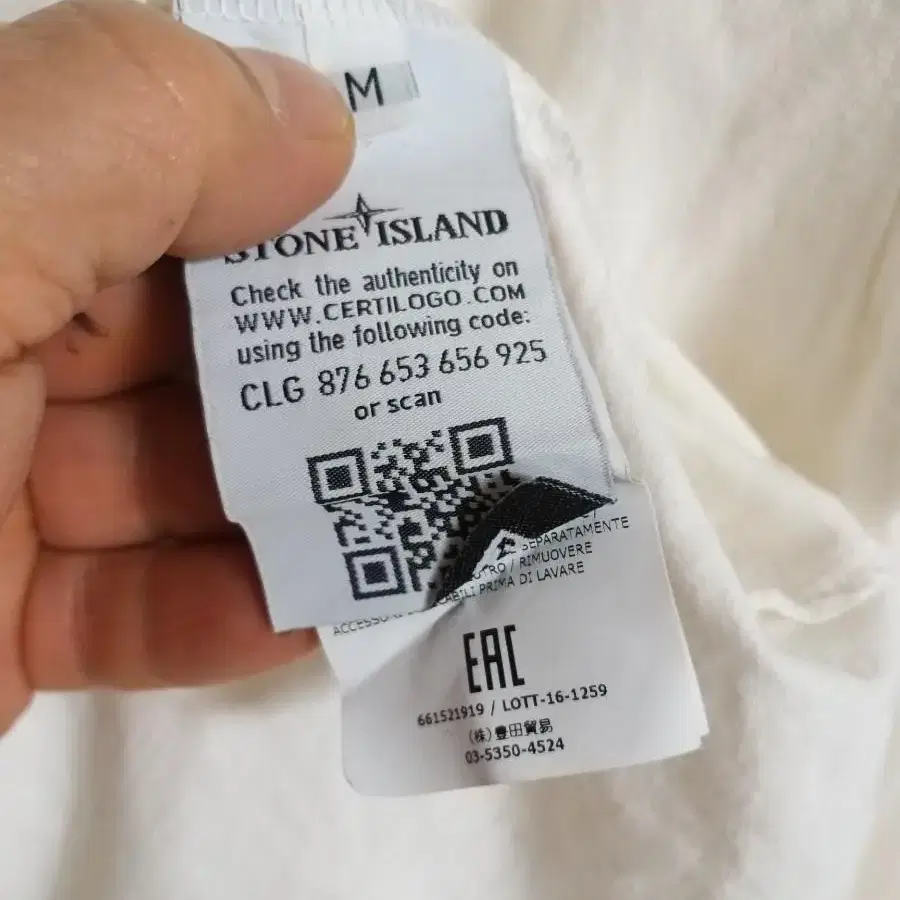 M
STONE ISLAND
Check the authenticity on
WWW.CERTILOGO.COM
using the following code:
CLG 876 653 656 925
or scan
SEPARATAMENTE
/ RIMUOVERE
PRIMA DI LAVARE
EAC
661521919 / LOTT-16-1259
(株)豊田貿易
03-5350-4524